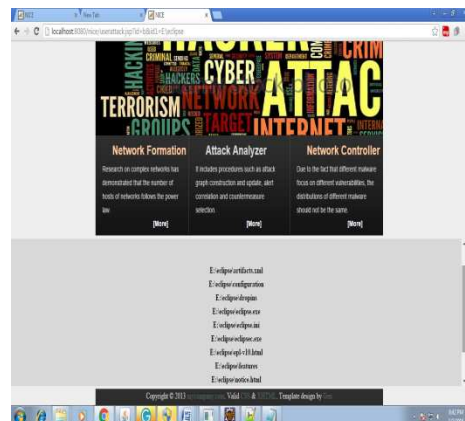 NICE
New Tab
NICE
localhost:8080/nice/userattack.jsp?id=b&id1=E:\eclipse
HACKIN
CRIMINAL
HACKERS
CYBER
CRIM
TERRORISM
NETWORK
ATTAC
GROUPS
TARGET
INTERNET
Network Formation
Research on complex networks has
demonstrated that the number of
hosts of networks follows the power
law.
[More]
Attack Analyzer
It includes procedures such as attack
graph construction and update, alert
correlation and countermeasure
selection.
[More]
Network Controller
Due to the fact that different malware
focus on different vulnerabilities, the
distributions of different malware
should not be the same.
[More]
E:\eclipse\artifacts.xml
E:\eclipse\configuration
E:\eclipse\dropins
E:\eclipse\eclipse.exe
E:\eclipse\eclipse.ini
E:\eclipse\eclipsec.exe
E:\eclipse\epl-v10.html
E:\eclipse\features
E:\eclipse\notice.html
Copyright © 2013 mycompany.com. Valid CSS & XHTML. Template design by